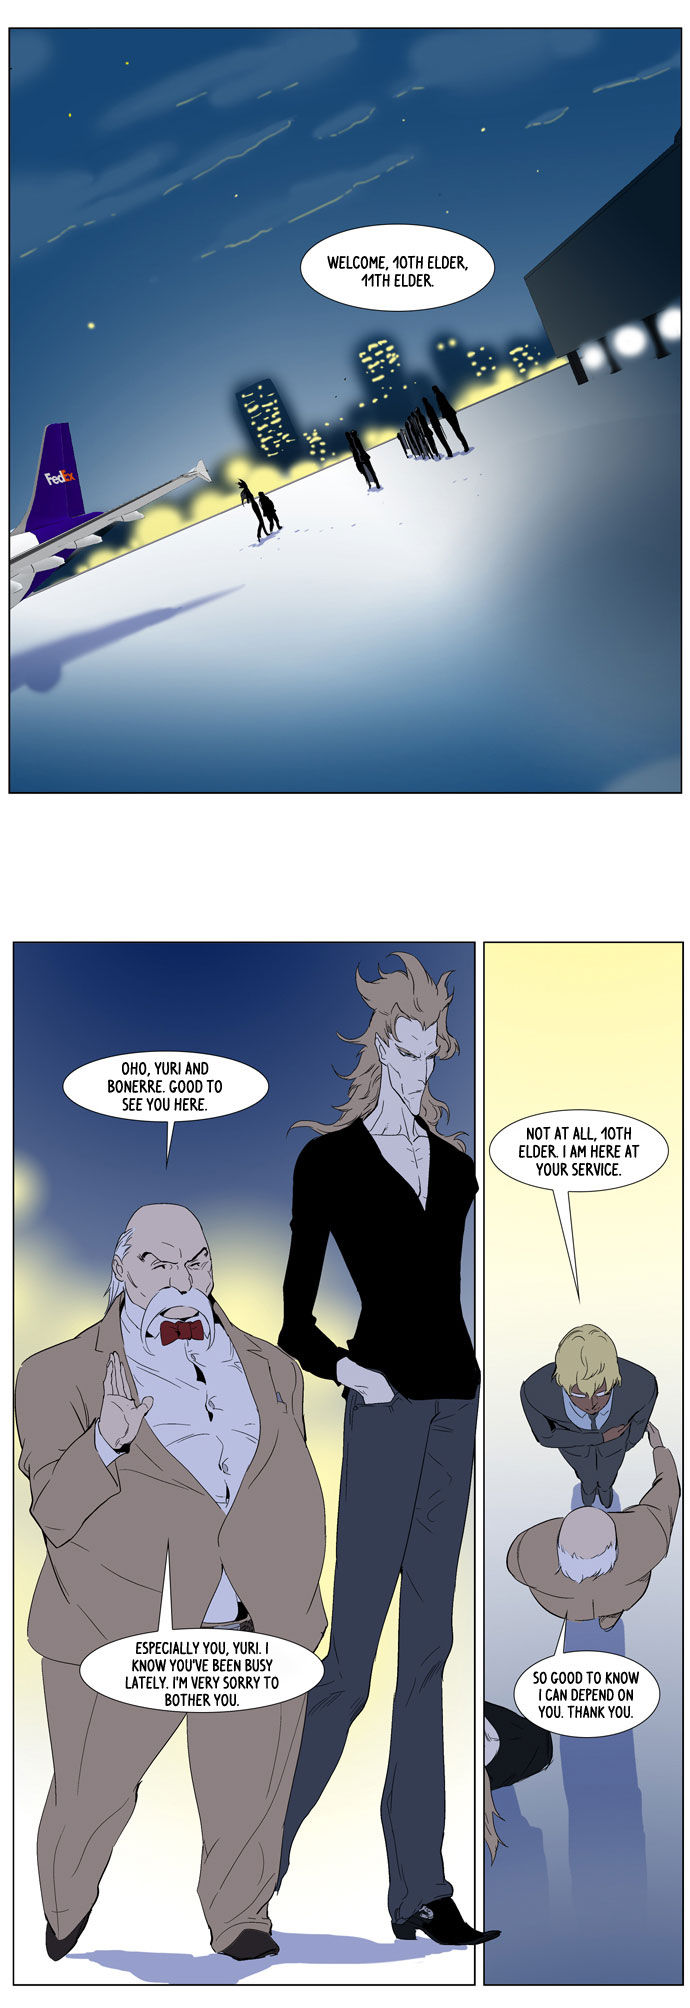 WELCOME, 10TH ELDER,
11TH ELDER.
FedEx
OHO, YURI AND
BONERRE. GOOD TO
SEE YOU HERE.
NOT AT ALL, 10TH
ELDER. I AM HERE AT
YOUR SERVICE.
ESPECIALLY YOU, YURI. I
KNOW YOU'VE BEEN BUSY
LATELY. I'M VERY SORRY TO
BOTHER YOU.
SO GOOD TO KNOW
I CAN DEPEND ON
YOU. THANK YOU.